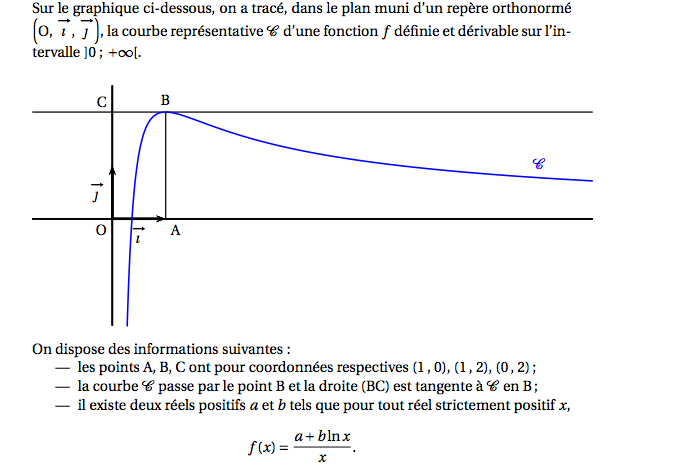 Sur le graphique ci-dessous, on a tracé, dans le plan muni d'un repère orthonormé
(O, i⃗, j⃗), la courbe représentative 𝒞 d'une fonction f définie et dérivable sur l'in-
tervalle ]0 ; +∞[.
C B
𝒞
j⃗
O i⃗ A
On dispose des informations suivantes :
— les points A, B, C ont pour coordonnées respectives (1, 0), (1, 2), (0, 2) ;
— la courbe 𝒞 passe par le point B et la droite (BC) est tangente à 𝒞 en B ;
— il existe deux réels positifs a et b tels que pour tout réel strictement positif x,
f(x) = (a + b ln x) / x.